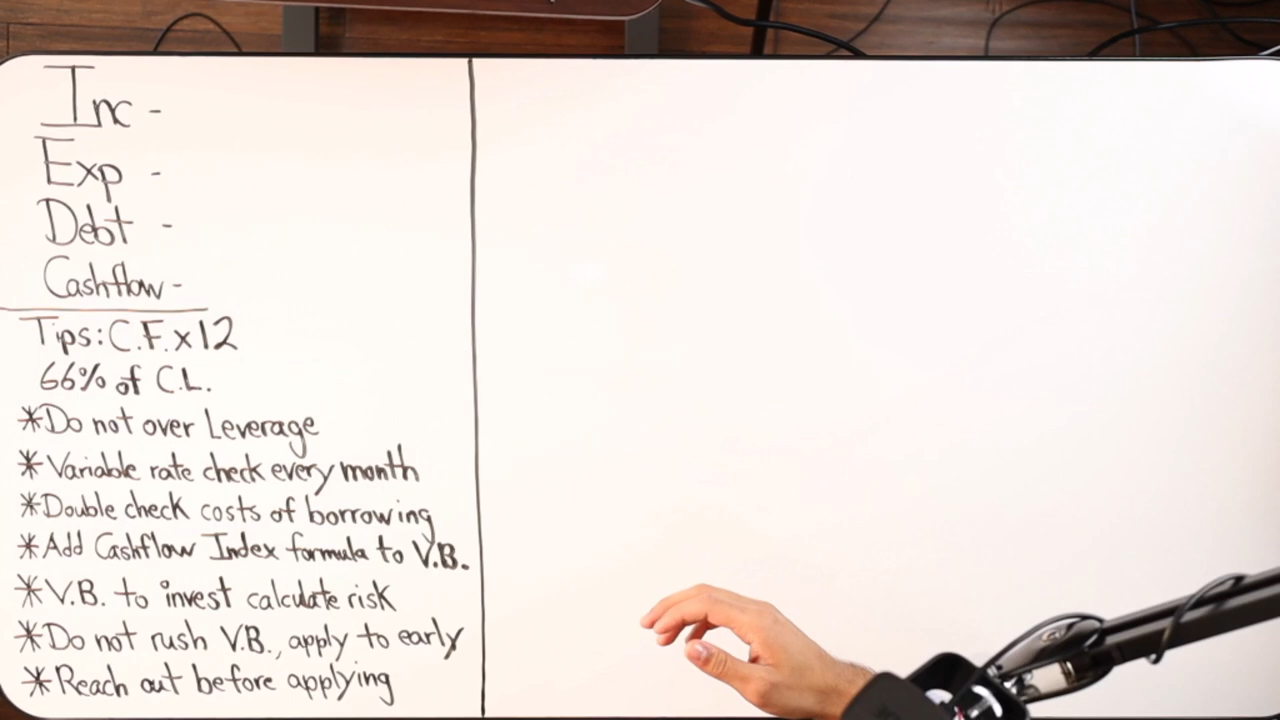 Inc -
Exp -
Debt -
Cashflow -
Tips: C.F. x 12
66% of C.L.
*Do not over Leverage
*Variable rate check every month
*Double check costs of borrowing
*Add Cashflow Index formula to V.B.
*V.B. to invest calculate risk
*Do not rush V.B., apply to early
*Reach out before applying